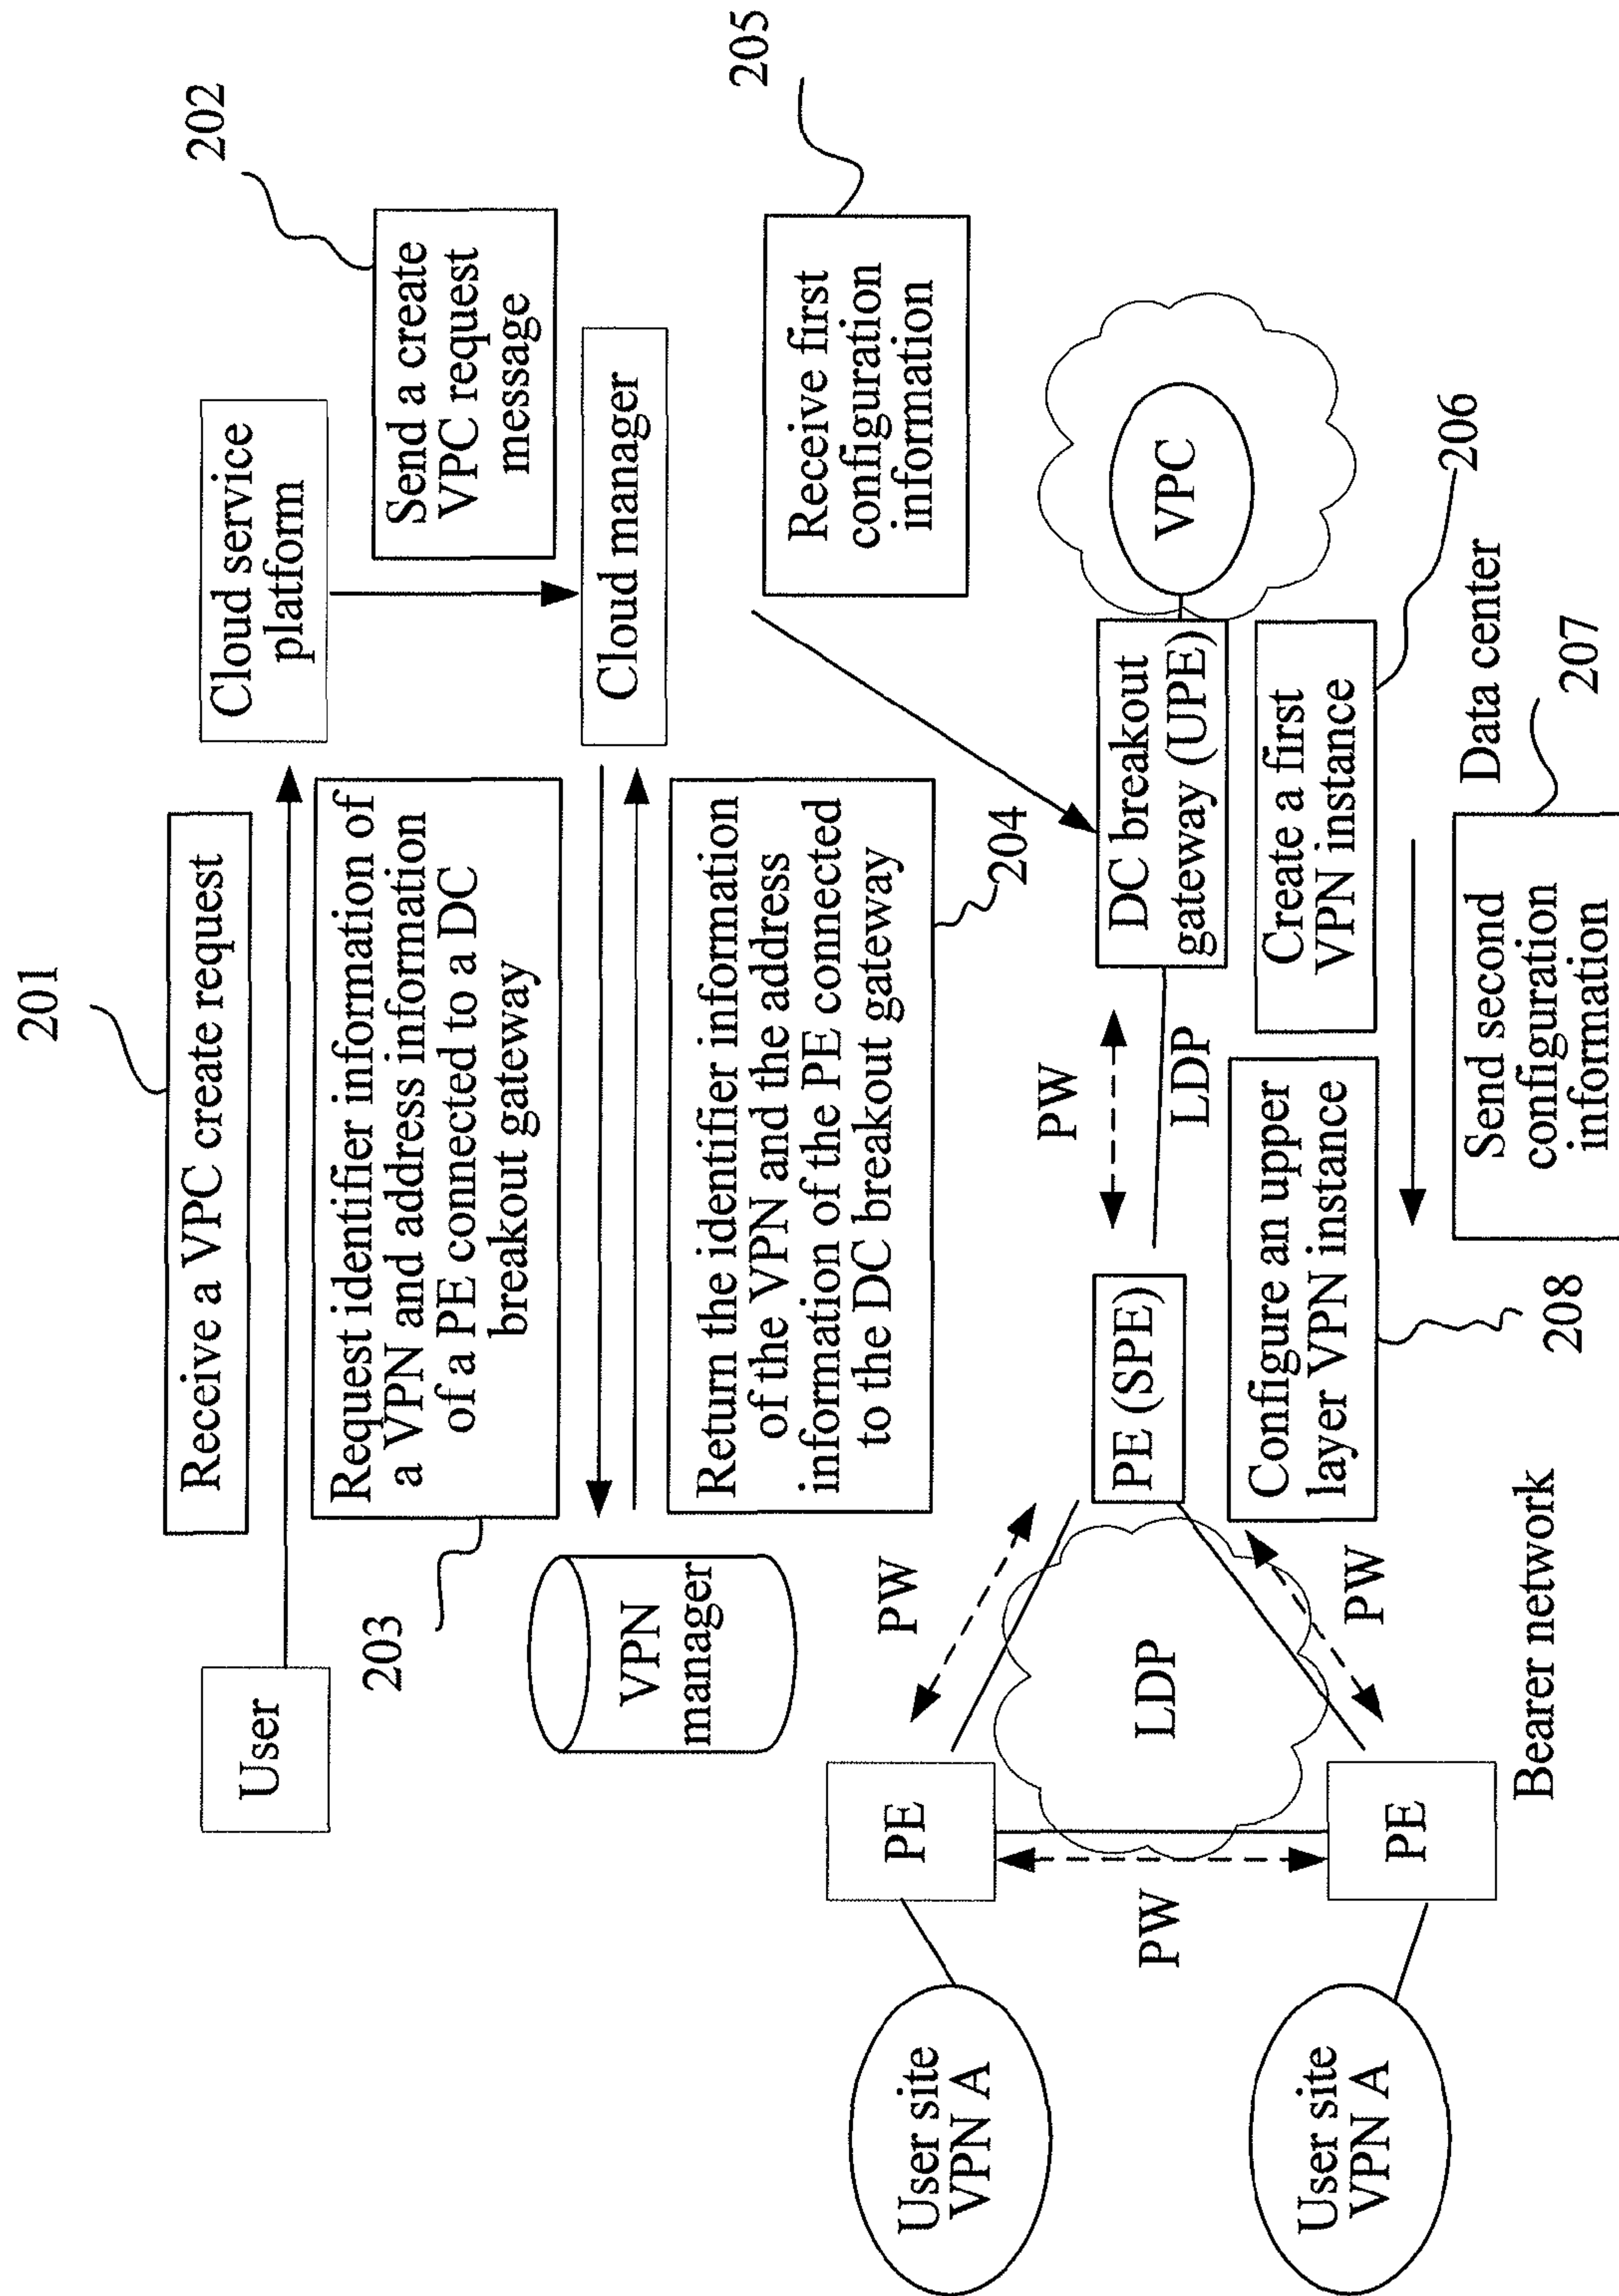 201
Receive a VPC create request
User
Cloud service
platform
202
Send a create
VPC request
message
203
Request identifier information of
a VPN and address information
of a PE connected to a DC
breakout gateway
VPN
manager
Cloud manager
Return the identifier information
of the VPN and the address
information of the PE connected
to the DC breakout gateway
204
205
Receive first
configuration
information
User site
VPN A
PE
PW
LDP
PW
PE (SPE)
PW
LDP
DC breakout
gateway (UPE)
VPC
Configure an upper
layer VPN instance
Create a first
VPN instance
206
User site
VPN A
PE
PW
Bearer network
208
Data center
Send second
configuration
information
207